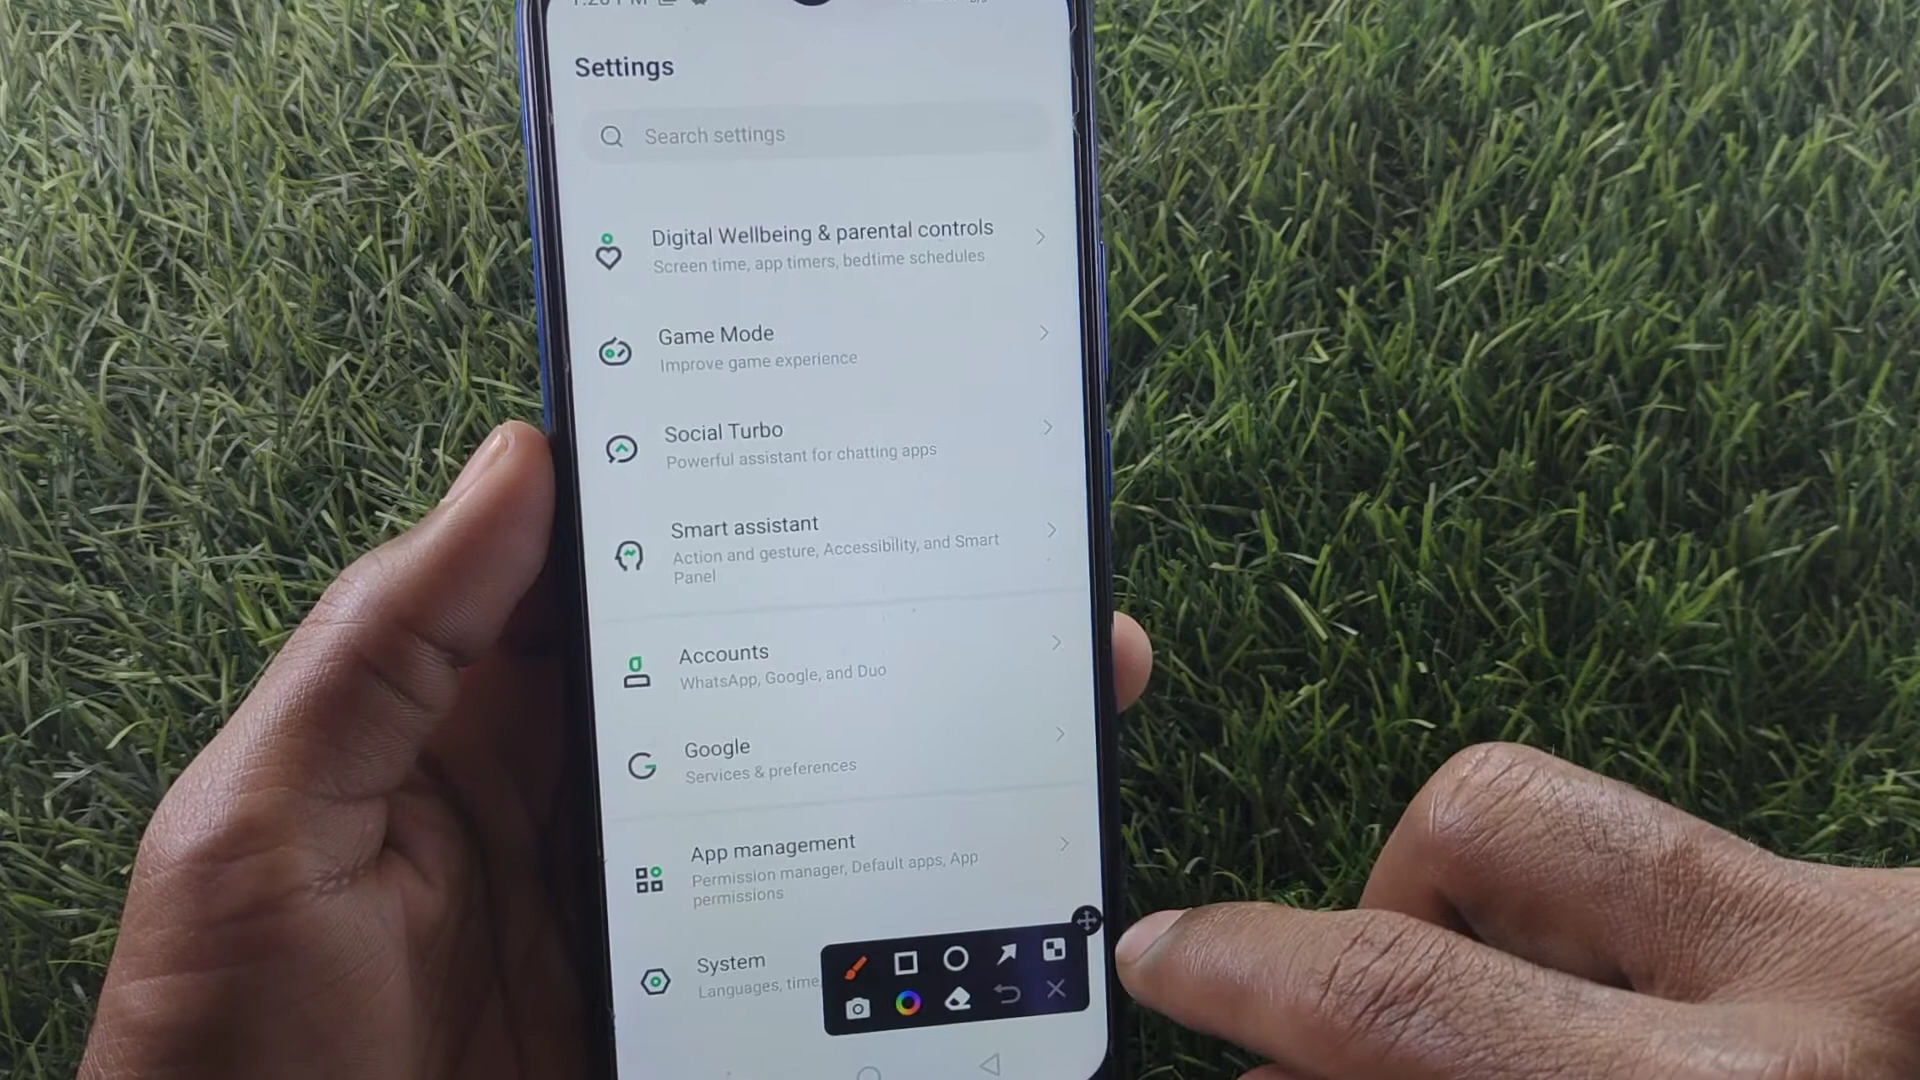 Settings
Search settings
Digital Wellbeing & parental controls
Screen time, app timers, bedtime schedules
Game Mode
Improve game experience
Social Turbo
Powerful assistant for chatting apps
Smart assistant
Action and gesture, Accessibility, and Smart
Panel
Accounts
WhatsApp, Google, and Duo
Google
Services & preferences
App management
Permission manager, Default apps, App
permissions
System
Languages, time